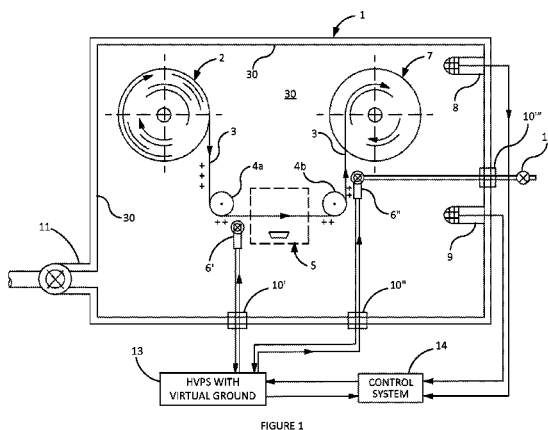 1
2
7
30
30
8
3
3
10'''
1
4a
4b
6"
30
6'
5
9
11
10'
10"
13
14
HVPS WITH
VIRTUAL GROUND
CONTROL
SYSTEM
FIGURE 1